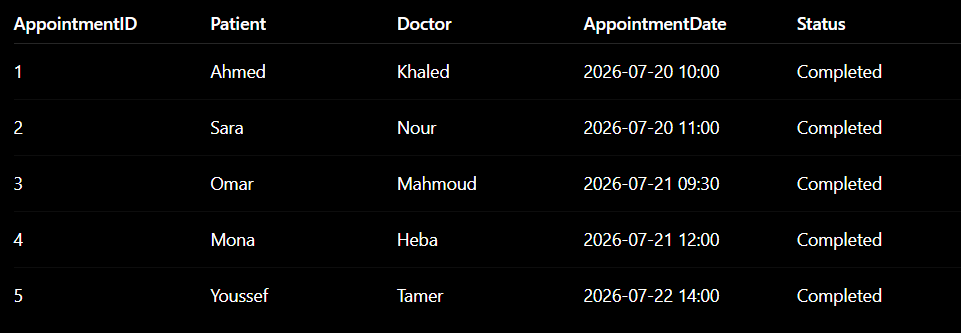 AppointmentID Patient Doctor AppointmentDate Status
1 Ahmed Khaled 2026-07-20 10:00 Completed
2 Sara Nour 2026-07-20 11:00 Completed
3 Omar Mahmoud 2026-07-21 09:30 Completed
4 Mona Heba 2026-07-21 12:00 Completed
5 Youssef Tamer 2026-07-22 14:00 Completed